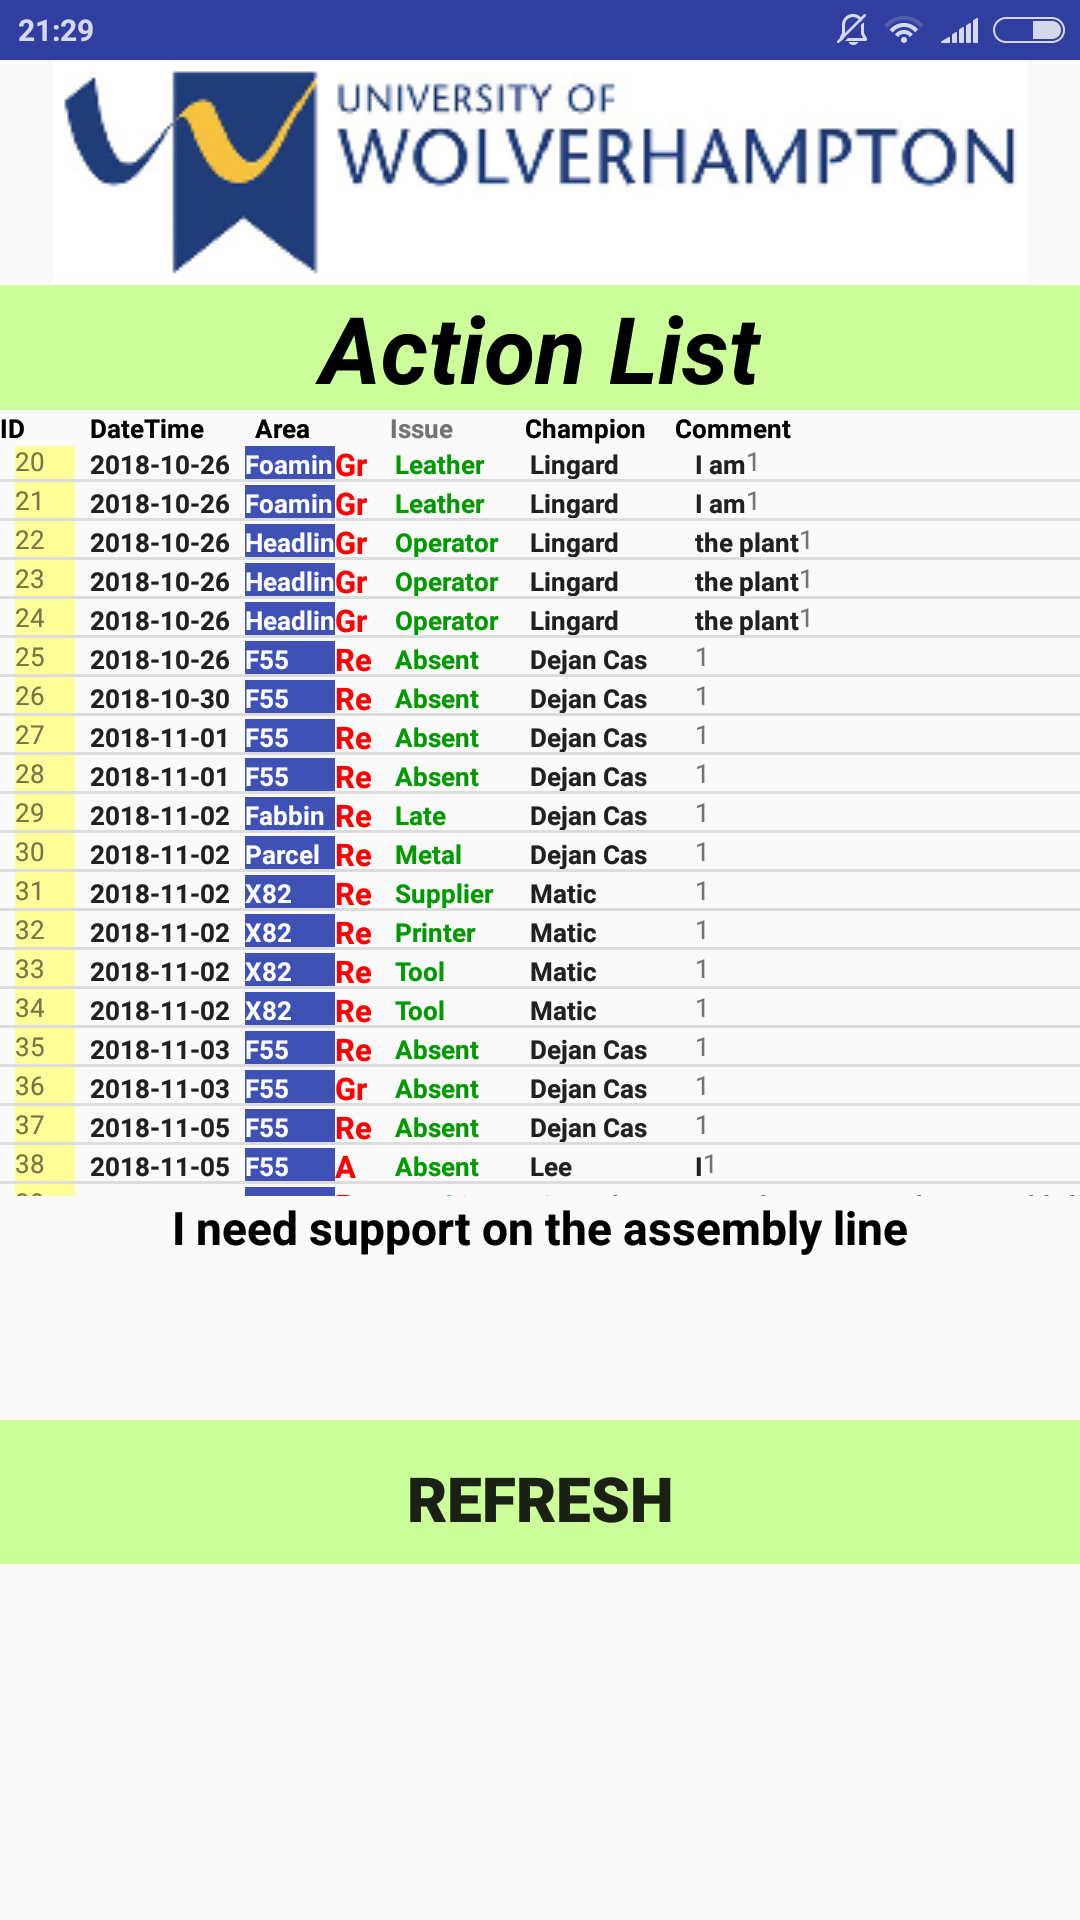 21:29
UNIVERSITY OF
WOLVERHAMPTON
Action List
ID DateTime Area Issue Champion Comment
20 2018-10-26 Foamin Gr Leather Lingard I am 1
21 2018-10-26 Foamin Gr Leather Lingard I am 1
22 2018-10-26 Headlin Gr Operator Lingard the plant 1
23 2018-10-26 Headlin Gr Operator Lingard the plant 1
24 2018-10-26 Headlin Gr Operator Lingard the plant 1
25 2018-10-26 F55 Re Absent Dejan Cas 1
26 2018-10-30 F55 Re Absent Dejan Cas 1
27 2018-11-01 F55 Re Absent Dejan Cas 1
28 2018-11-01 F55 Re Absent Dejan Cas 1
29 2018-11-02 Fabbin Re Late Dejan Cas 1
30 2018-11-02 Parcel Re Metal Dejan Cas 1
31 2018-11-02 X82 Re Supplier Matic 1
32 2018-11-02 X82 Re Printer Matic 1
33 2018-11-02 X82 Re Tool Matic 1
34 2018-11-02 X82 Re Tool Matic 1
35 2018-11-03 F55 Re Absent Dejan Cas 1
36 2018-11-03 F55 Gr Absent Dejan Cas 1
37 2018-11-05 F55 Re Absent Dejan Cas 1
38 2018-11-05 F55 A Absent Lee I 1
I need support on the assembly line
REFRESH